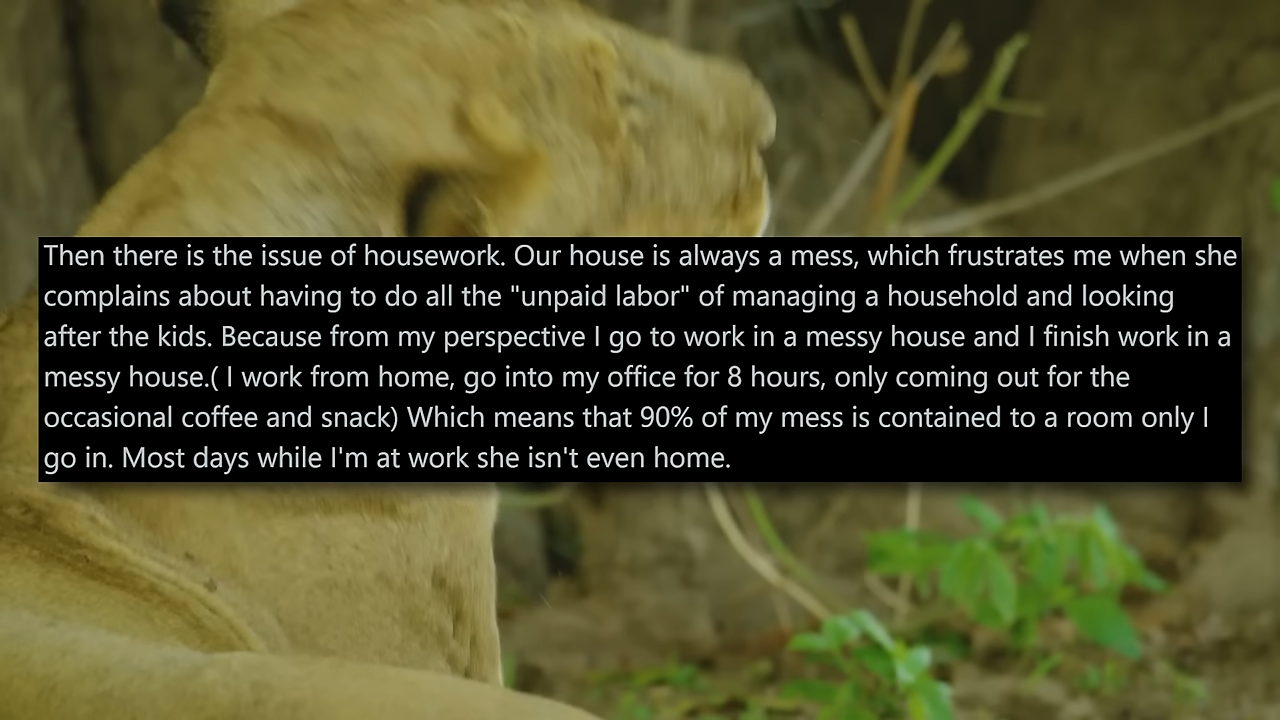 Then there is the issue of housework. Our house is always a mess, which frustrates me when she
complains about having to do all the "unpaid labor" of managing a household and looking
after the kids. Because from my perspective I go to work in a messy house and I finish work in a
messy house.( I work from home, go into my office for 8 hours, only coming out for the
occasional coffee and snack) Which means that 90% of my mess is contained to a room only I
go in. Most days while I'm at work she isn't even home.